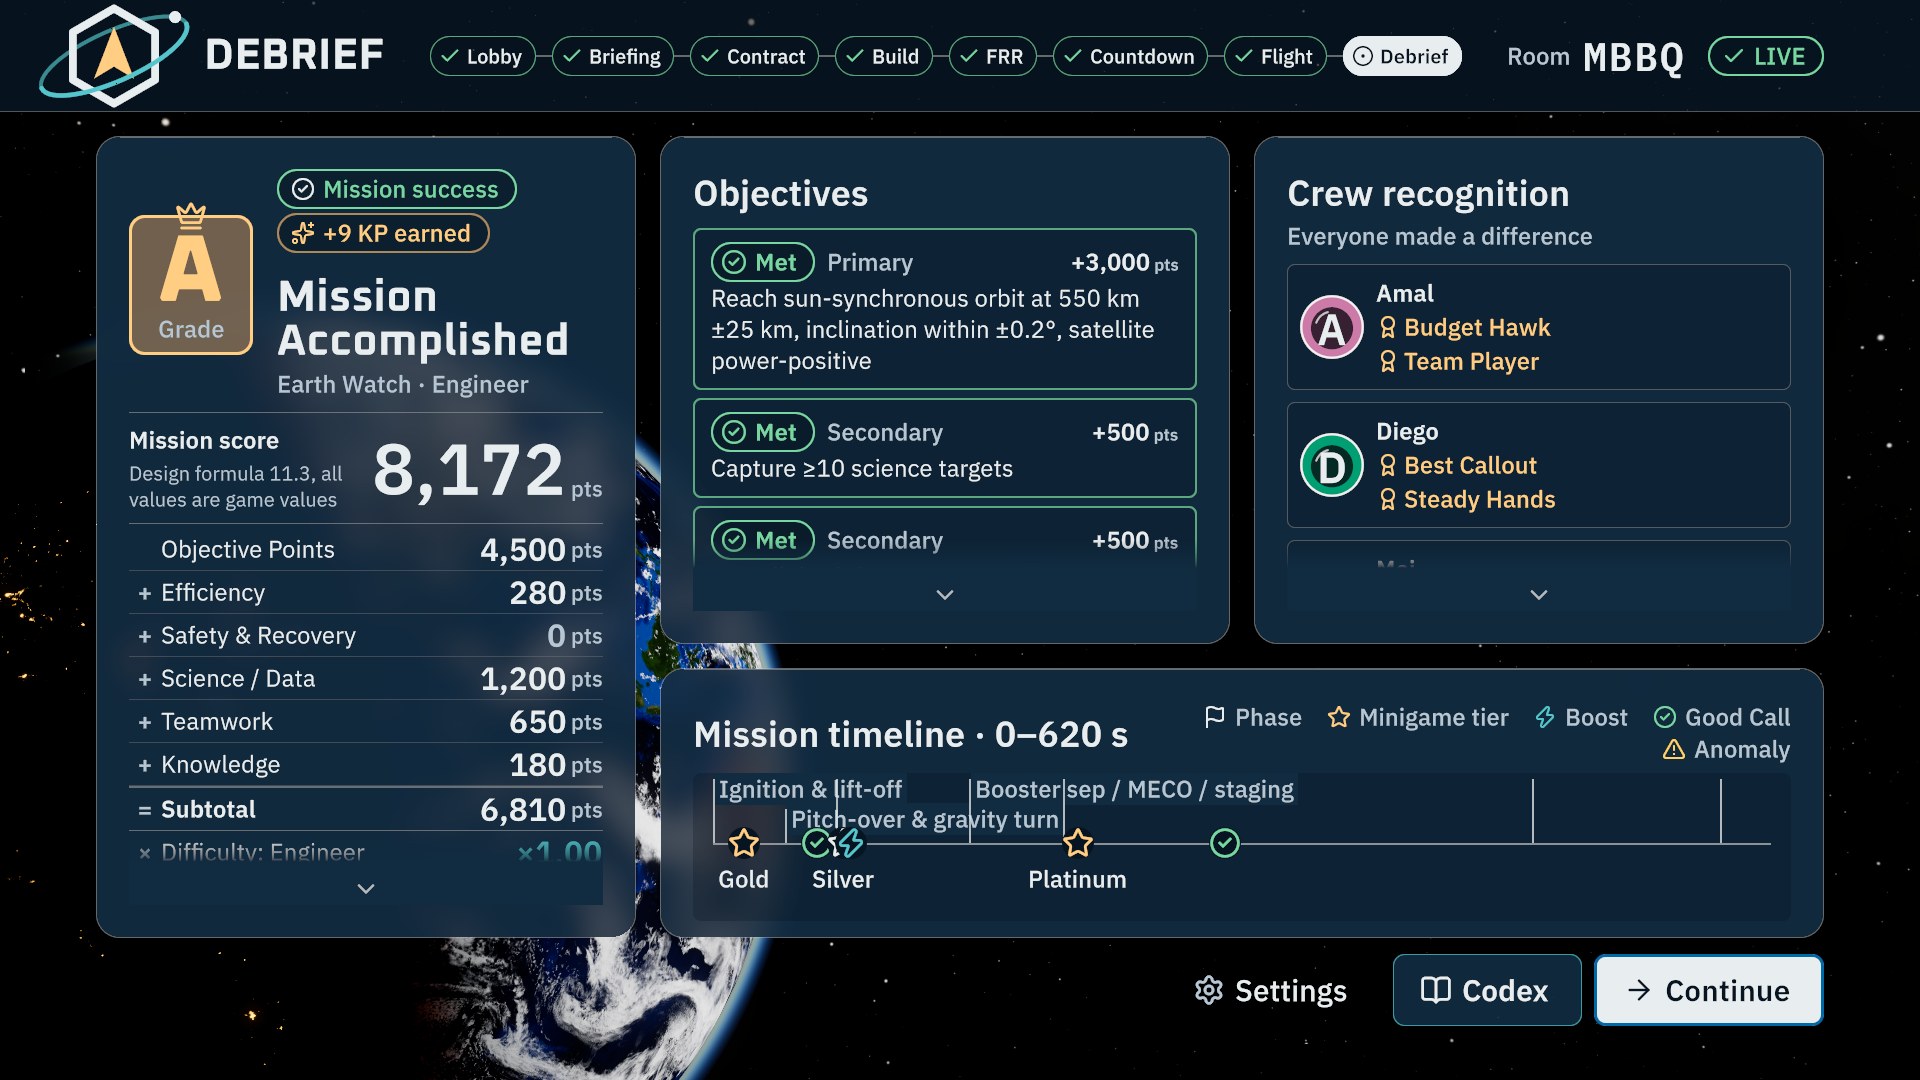 DEBRIEF
Lobby
Briefing
Contract
Build
FRR
Countdown
Flight
Debrief
Room MBBQ
LIVE
A
Grade
Mission success
+9 KP earned
Mission
Accomplished
Earth Watch · Engineer
Mission score
Design formula 11.3, all
values are game values
8,172 pts
Objective Points 4,500 pts
+ Efficiency 280 pts
+ Safety & Recovery 0 pts
+ Science / Data 1,200 pts
+ Teamwork 650 pts
+ Knowledge 180 pts
= Subtotal 6,810 pts
× Difficulty: Engineer ×1.00
Objectives
Met Primary +3,000 pts
Reach sun-synchronous orbit at 550 km
±25 km, inclination within ±0.2°, satellite
power-positive
Met Secondary +500 pts
Capture ≥10 science targets
Met Secondary +500 pts
Crew recognition
Everyone made a difference
A
Amal
Budget Hawk
Team Player
D
Diego
Best Callout
Steady Hands
Mission timeline · 0–620 s
Phase
Minigame tier
Boost
Good Call
Anomaly
Ignition & lift-off
Booster sep / MECO / staging
Pitch-over & gravity turn
Gold
Silver
Platinum
Settings
Codex
Continue